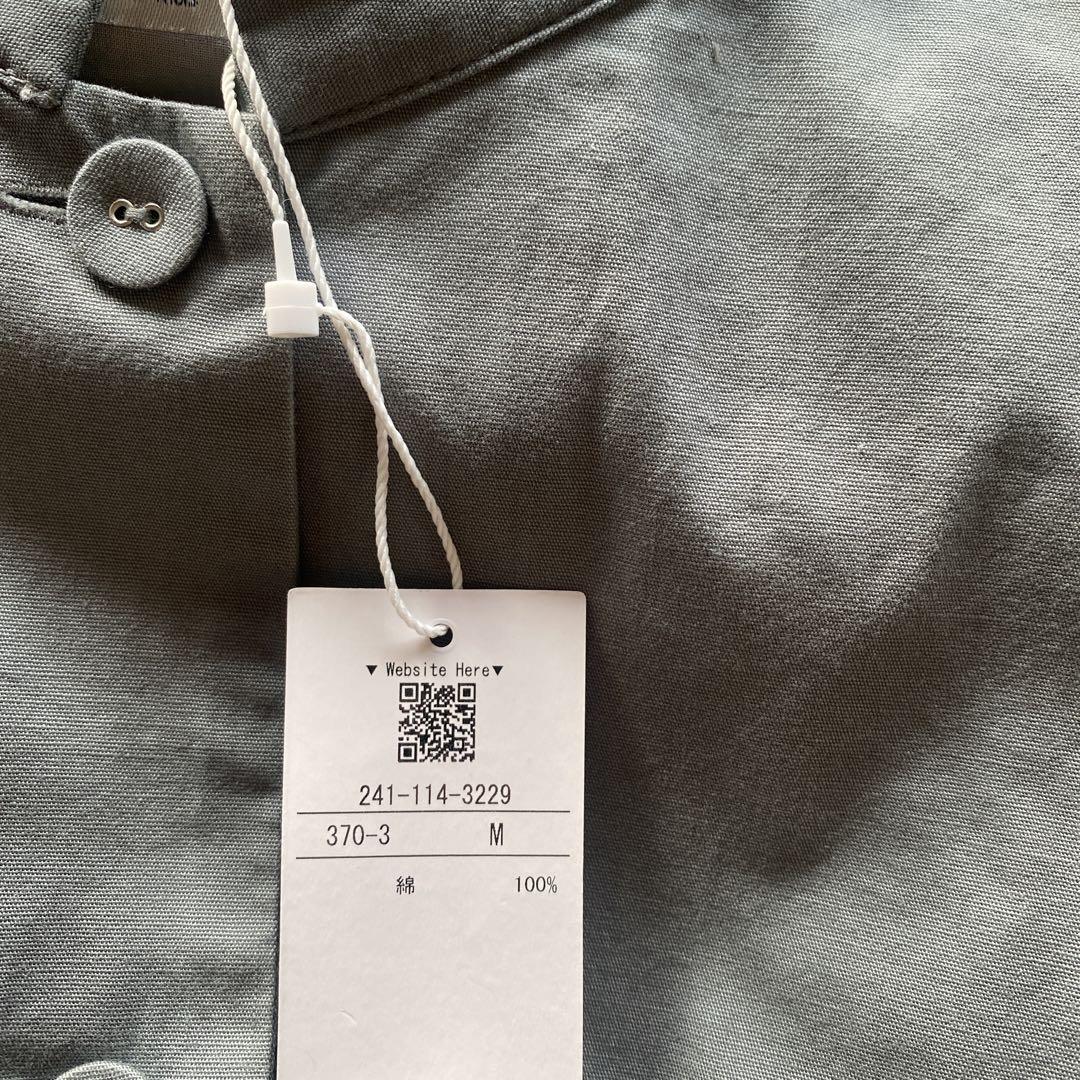 ▼ Website Here▼
241-114-3229
370-3 M
綿 100%